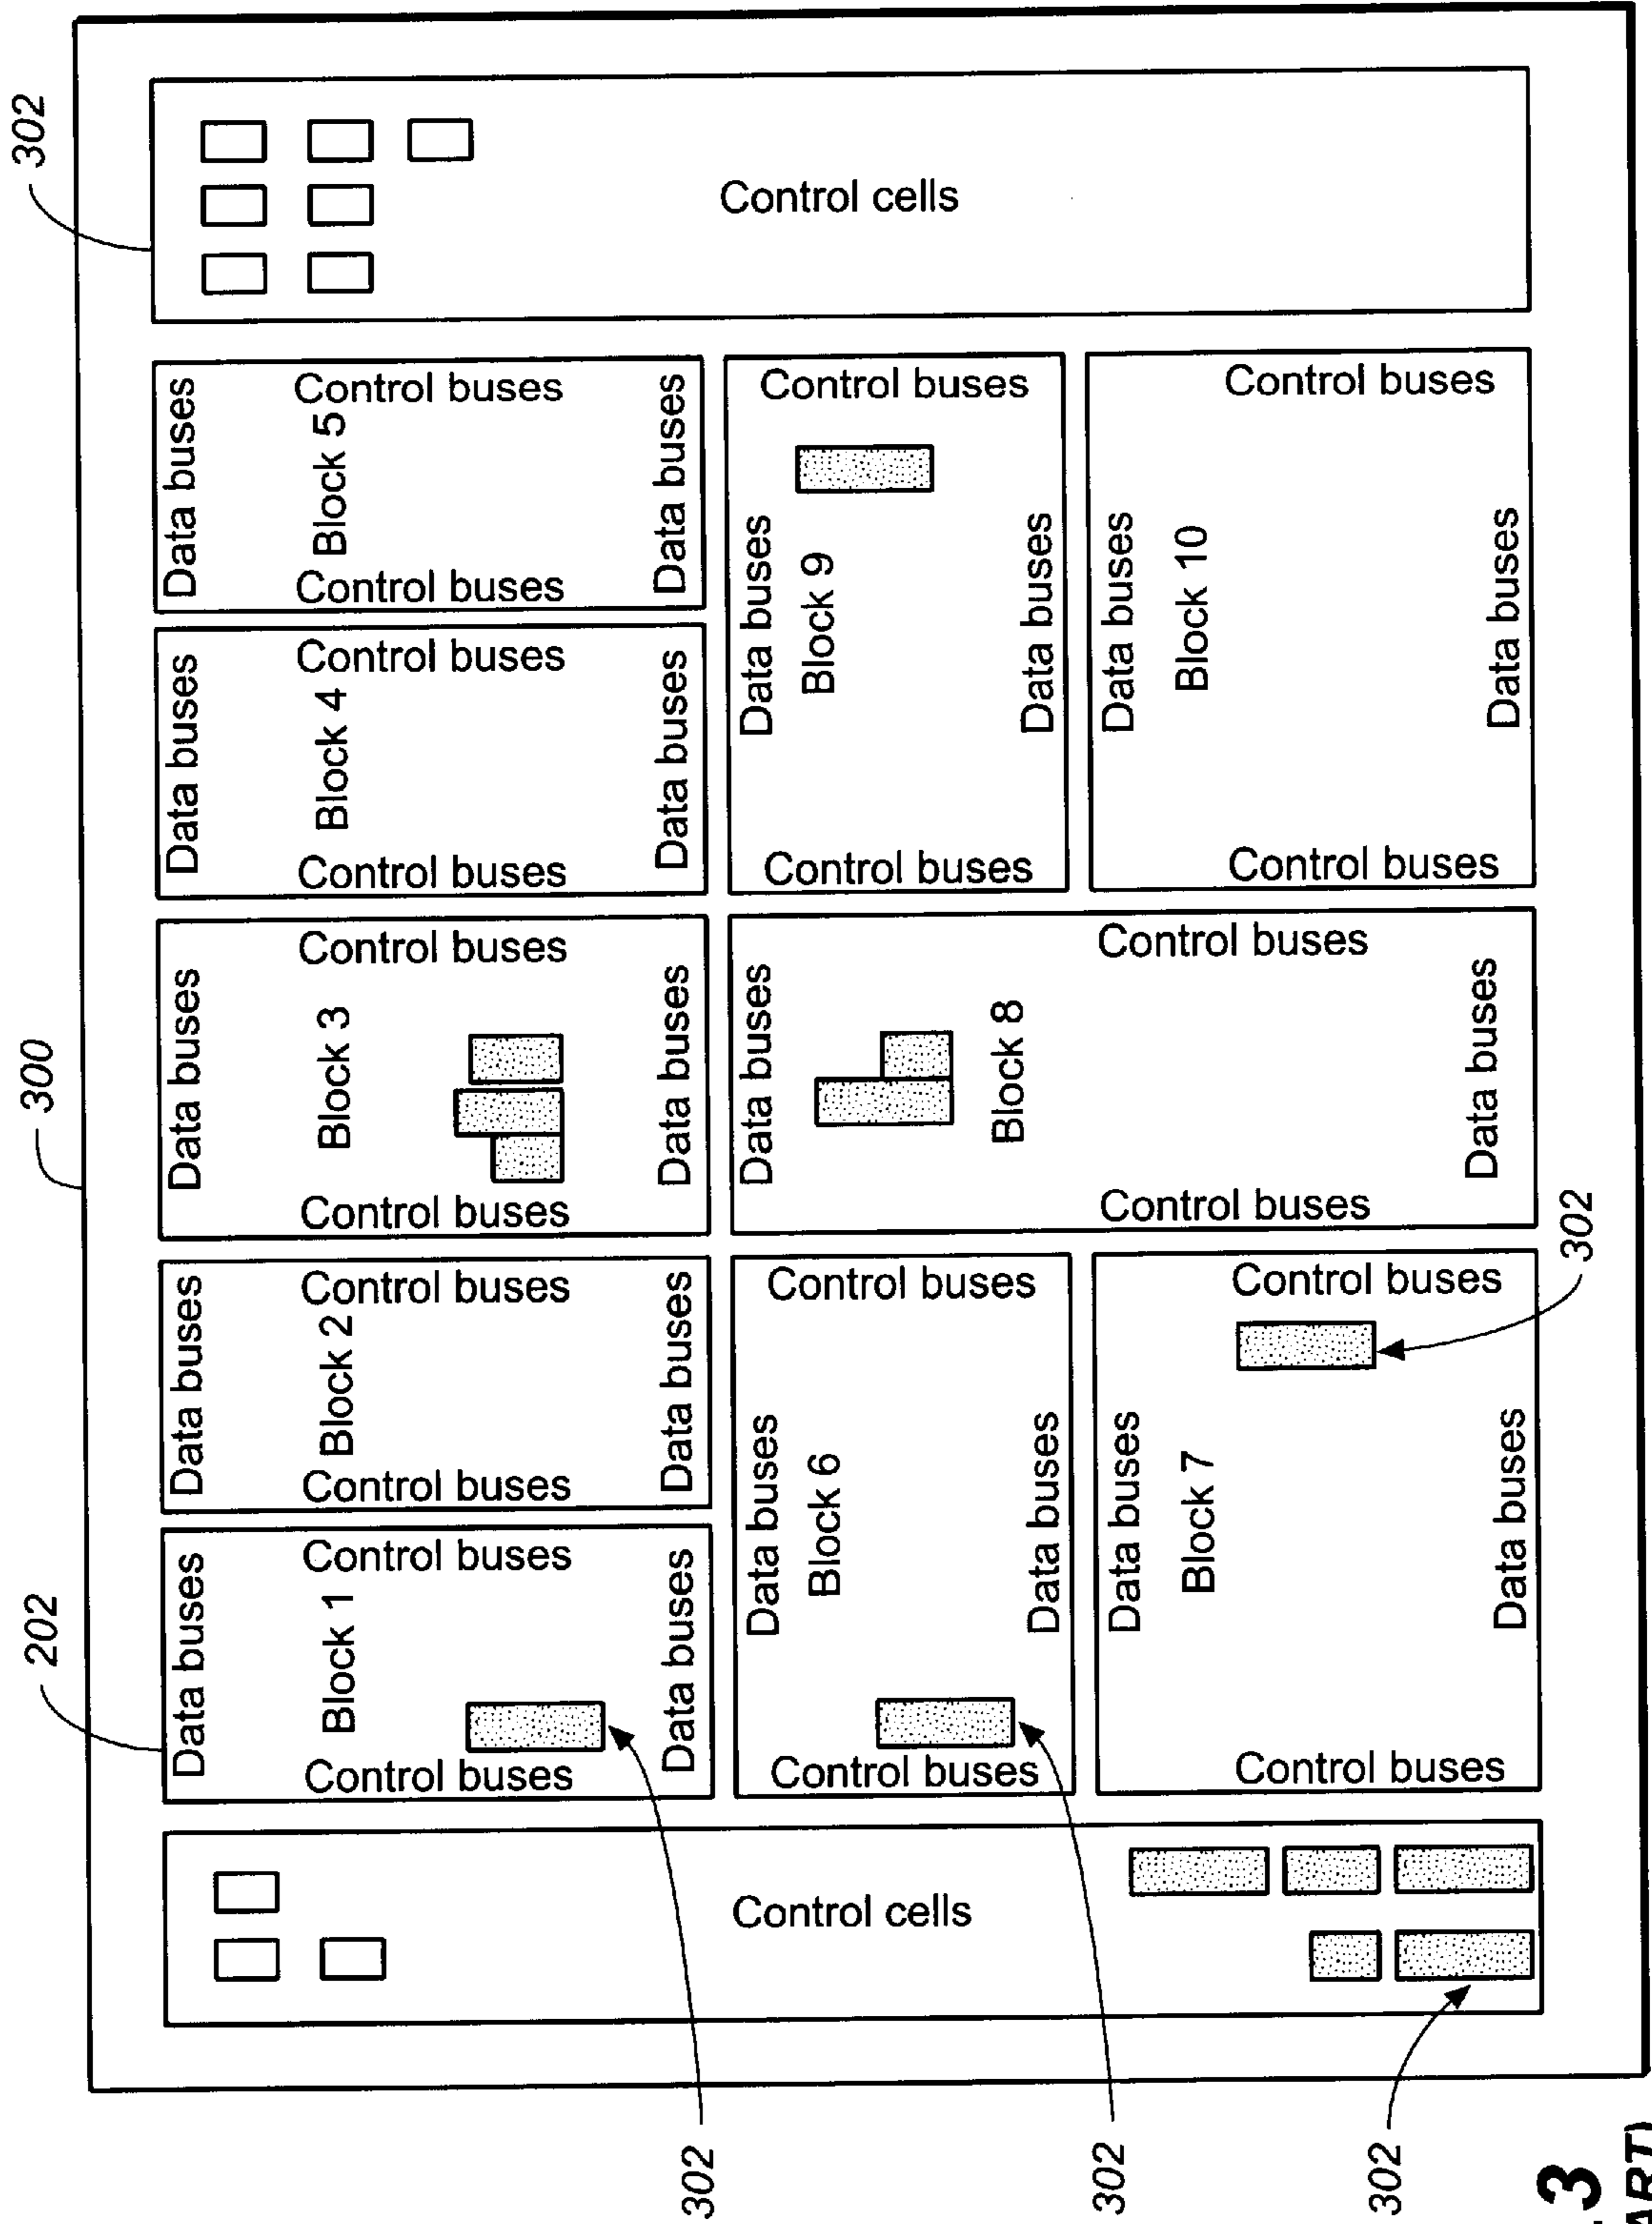 302
300
202
Control cells
Data buses
Control buses
Block 5
Control buses
Data buses
Data buses
Control buses
Block 4
Control buses
Data buses
Data buses
Control buses
Block 3
Control buses
Data buses
Data buses
Control buses
Block 2
Control buses
Data buses
Data buses
Control buses
Block 1
Control buses
Data buses
Control buses
Data buses
Block 9
Data buses
Control buses
Control buses
Data buses
Block 10
Data buses
Control buses
Data buses
Control buses
Block 8
Control buses
Data buses
302
Control buses
Data buses
Block 6
Data buses
Control buses
Control buses
Data buses
Block 7
Data buses
Control buses
Control cells
302
302
302
3